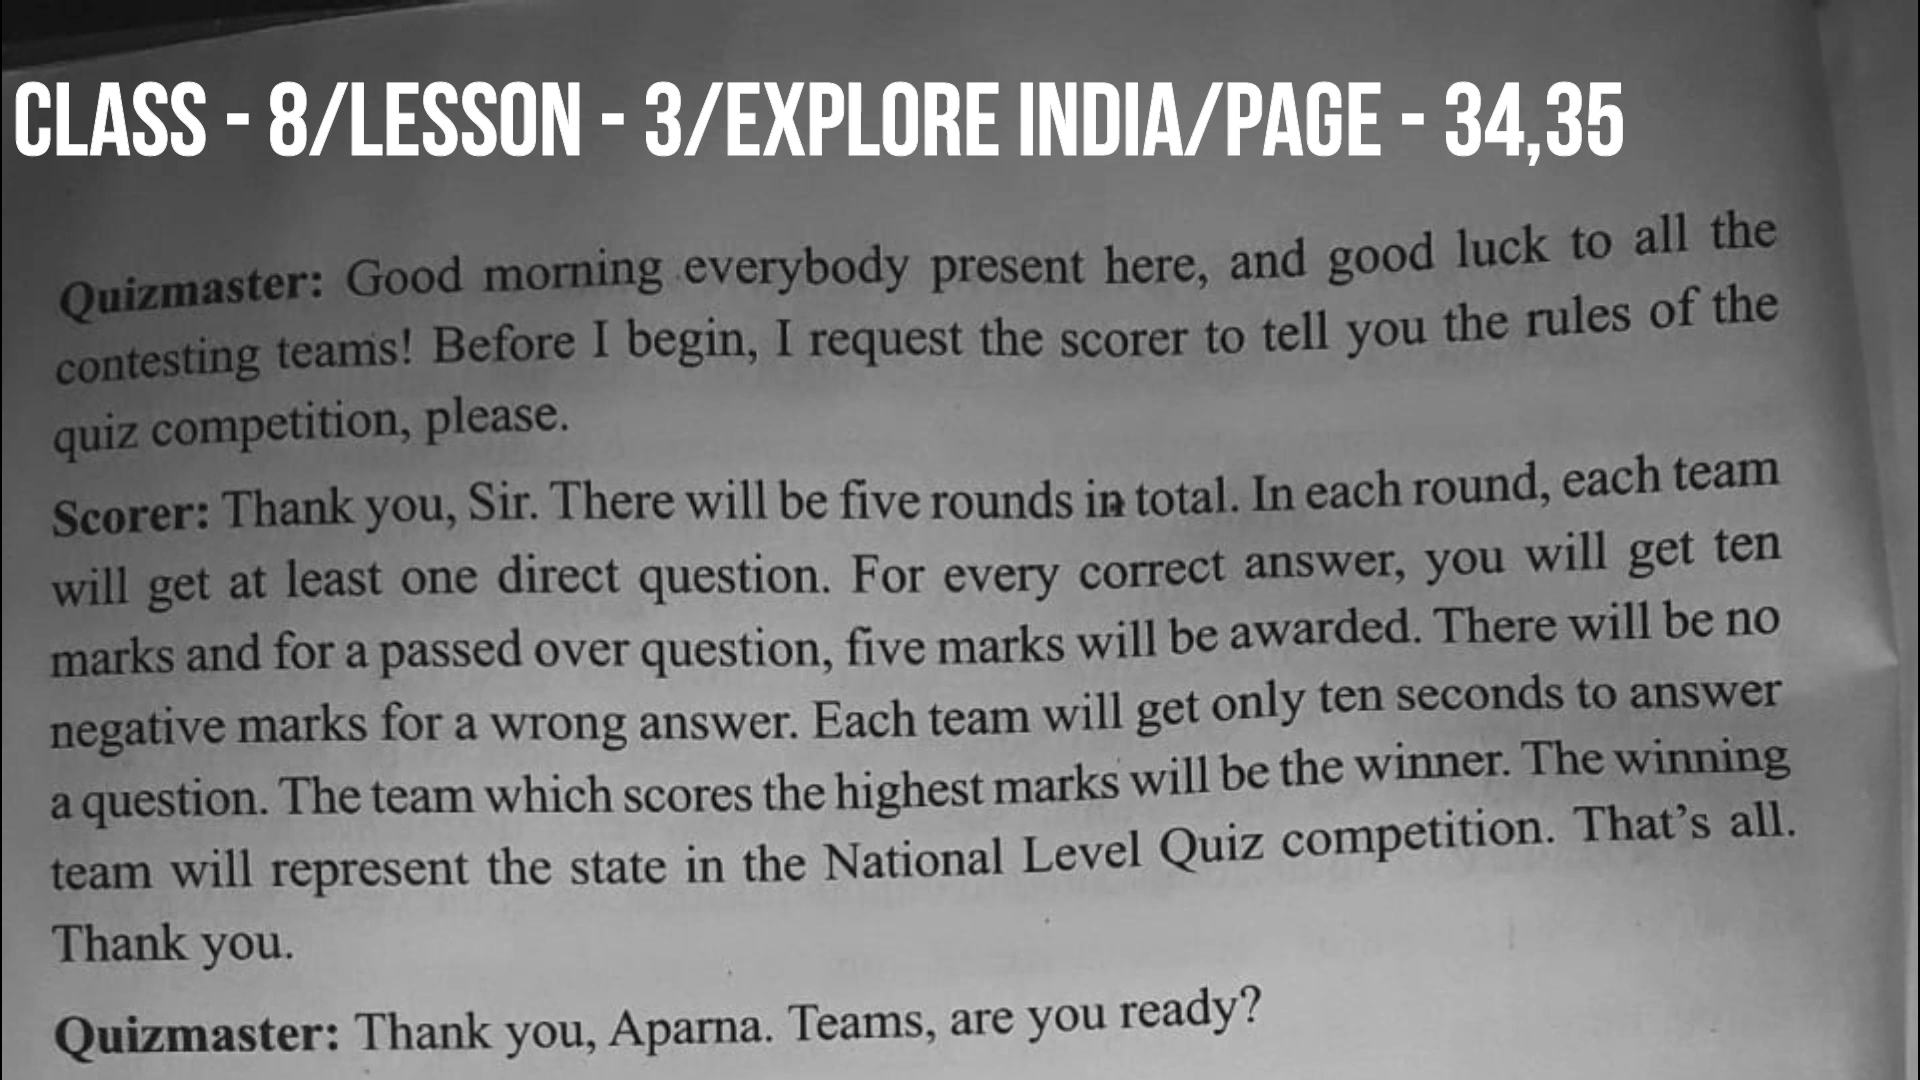 CLASS - 8/LESSON - 3/EXPLORE INDIA/PAGE - 34,35
Quizmaster: Good morning everybody present here, and good luck to all the
contesting teams! Before I begin, I request the scorer to tell you the rules of the
quiz competition, please.
Scorer: Thank you, Sir. There will be five rounds in total. In each round, each team
will get at least one direct question. For every correct answer, you will get ten
marks and for a passed over question, five marks will be awarded. There will be no
negative marks for a wrong answer. Each team will get only ten seconds to answer
a question. The team which scores the highest marks will be the winner. The winning
team will represent the state in the National Level Quiz competition. That's all.
Thank you.
Quizmaster: Thank you, Aparna. Teams, are you ready?